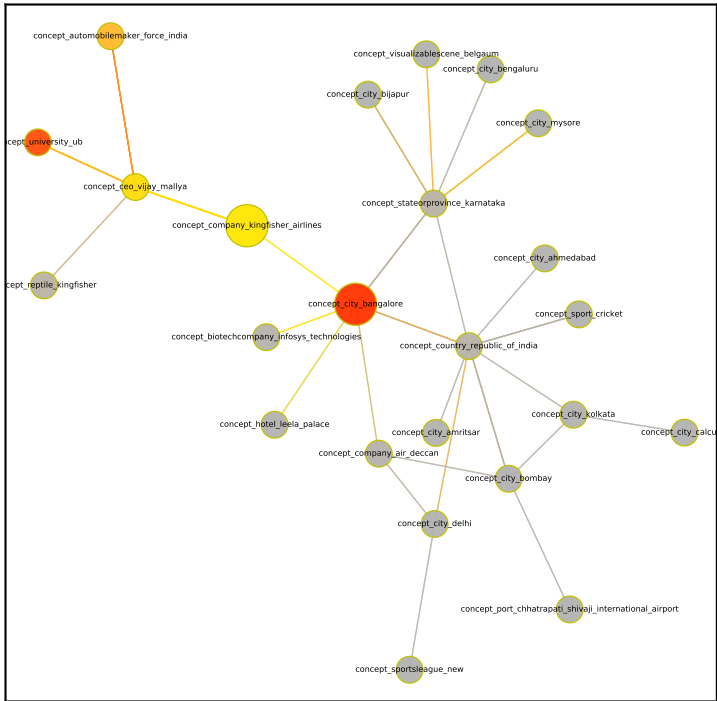 concept_automobilemaker_force_india
concept_visualizablescene_belgaum
concept_city_bengaluru
concept_city_bijapur
concept_city_mysore
cept_university_ub
concept_ceo_vijay_mallya
concept_stateorprovince_karnataka
concept_company_kingfisher_airlines
concept_city_ahmedabad
cept_reptile_kingfisher
concept_city_bangalore
concept_sport_cricket
concept_biotechcompany_infosys_technologies
concept_country_republic_of_india
concept_city_kolkata
concept_hotel_leela_palace
concept_city_amritsar
concept_city_calcu
concept_company_air_deccan
concept_city_bombay
concept_city_delhi
concept_port_chhatrapati_shivaji_international_airport
concept_sportsleague_new